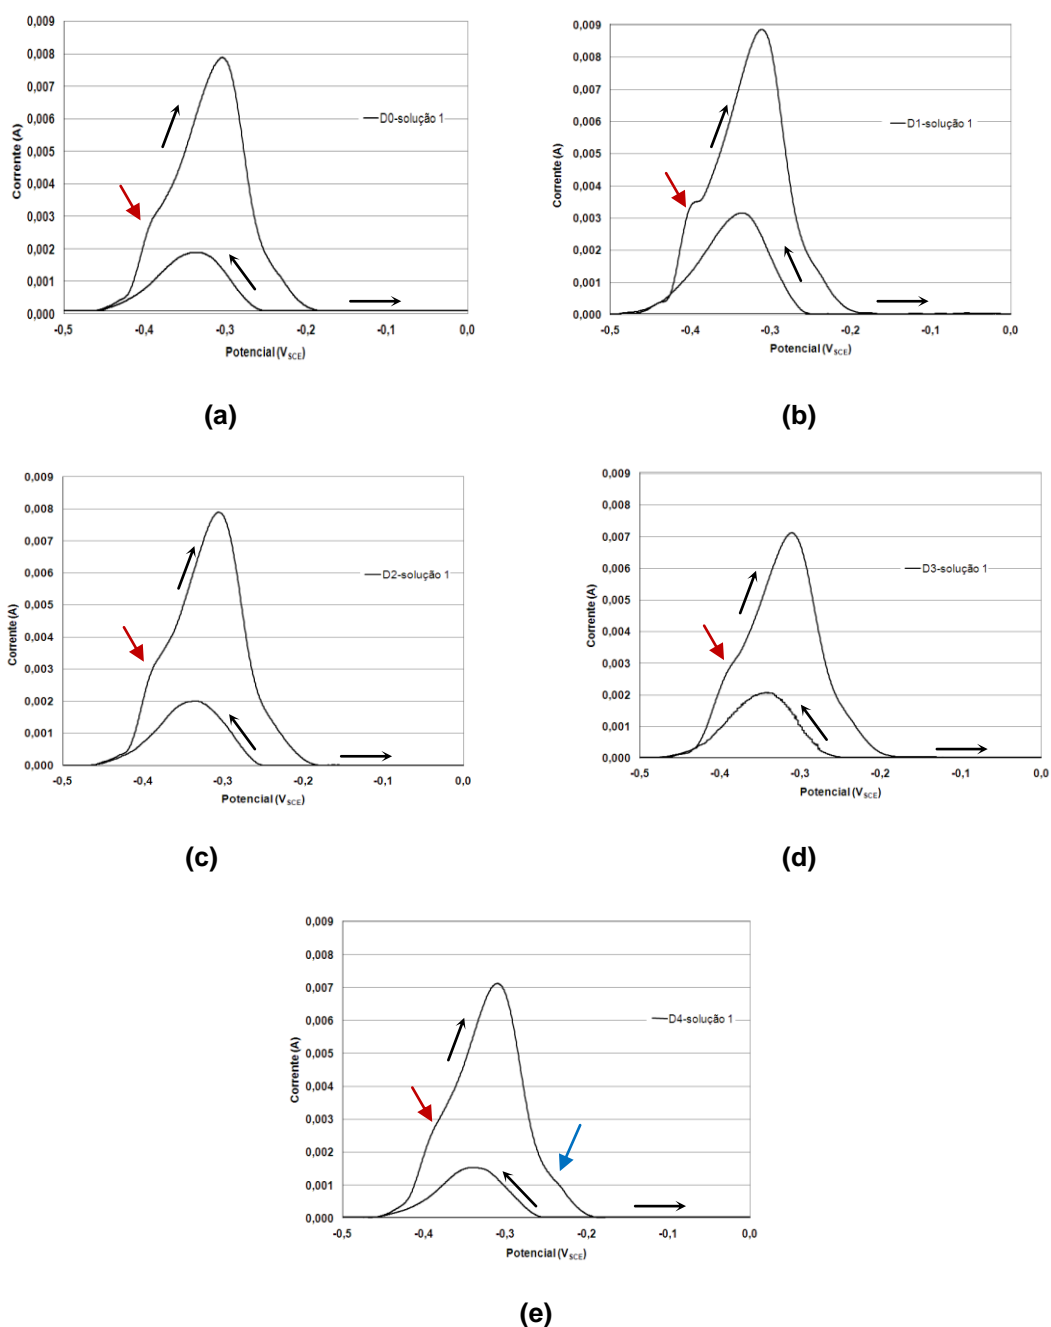 0,009
0,008
0,007
0,006
0,005
0,004
0,003
0,002
0,001
0,000
Corrente (A)
D0-solução 1
-0,5 -0,4 -0,3 -0,2 -0,1 0,0
Potencial (V_SCE)
(a)
0,009
0,008
0,007
0,006
0,005
0,004
0,003
0,002
0,001
0,000
Corrente (A)
D1-solução 1
-0,5 -0,4 -0,3 -0,2 -0,1 0,0
Potencial (V_SCE)
(b)
0,009
0,008
0,007
0,006
0,005
0,004
0,003
0,002
0,001
0,000
Corrente (A)
D2-solução 1
-0,5 -0,4 -0,3 -0,2 -0,1 0,0
Potencial (V_SCE)
(c)
0,009
0,008
0,007
0,006
0,005
0,004
0,003
0,002
0,001
0,000
Corrente (A)
D3-solução 1
-0,5 -0,4 -0,3 -0,2 -0,1 0,0
Potencial (V_SCE)
(d)
0,009
0,008
0,007
0,006
0,005
0,004
0,003
0,002
0,001
0,000
Corrente (A)
D4-solução 1
-0,5 -0,4 -0,3 -0,2 -0,1 0,0
Potencial (V_SCE)
(e)